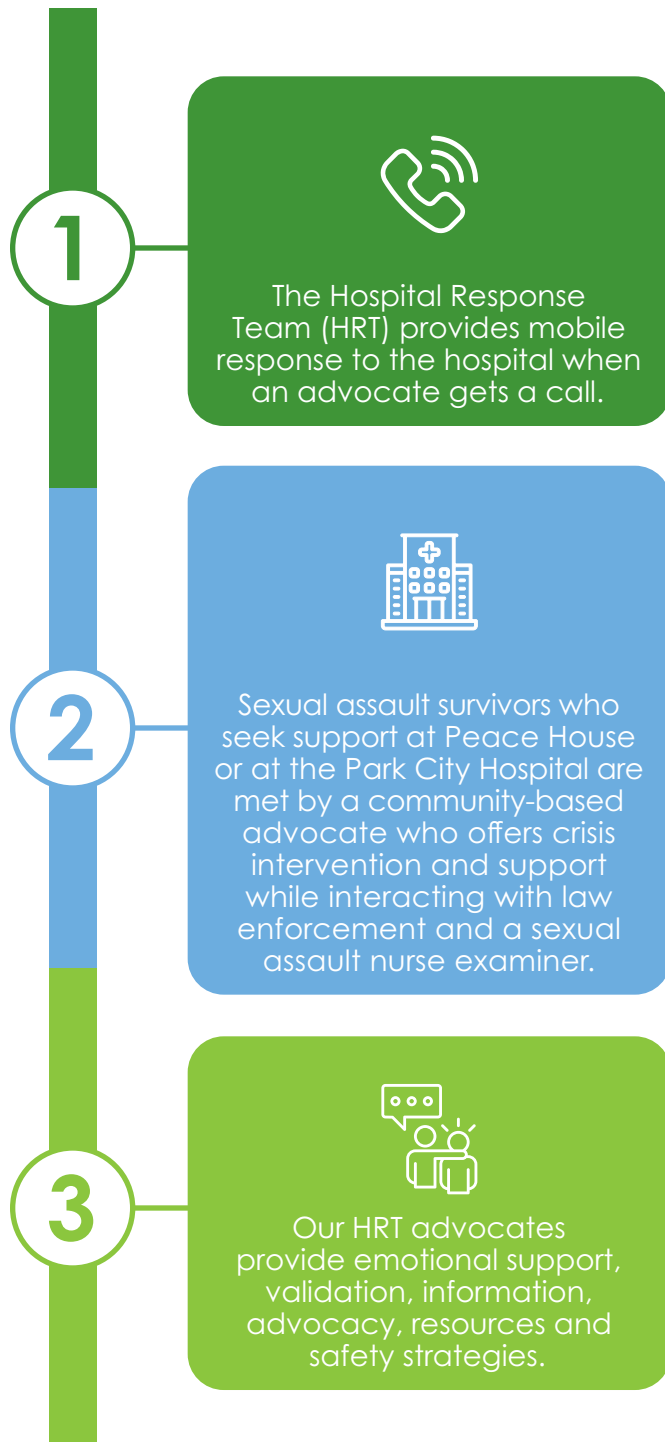 1
The Hospital Response
Team (HRT) provides mobile
response to the hospital when
an advocate gets a call.
2
Sexual assault survivors who
seek support at Peace House
or at the Park City Hospital are
met by a community-based
advocate who offers crisis
intervention and support
while interacting with law
enforcement and a sexual
assault nurse examiner.
3
Our HRT advocates
provide emotional support,
validation, information,
advocacy, resources and
safety strategies.